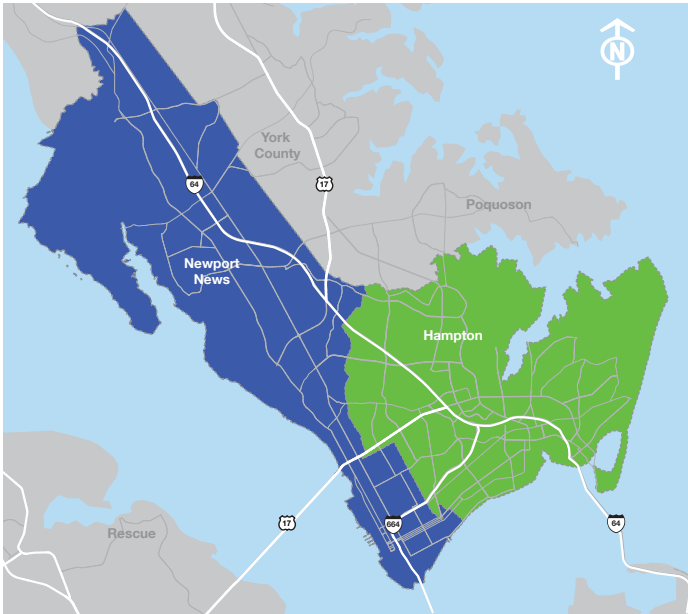 N
York
County
64
17
Poquoson
Newport
News
Hampton
17
664
64
Rescue